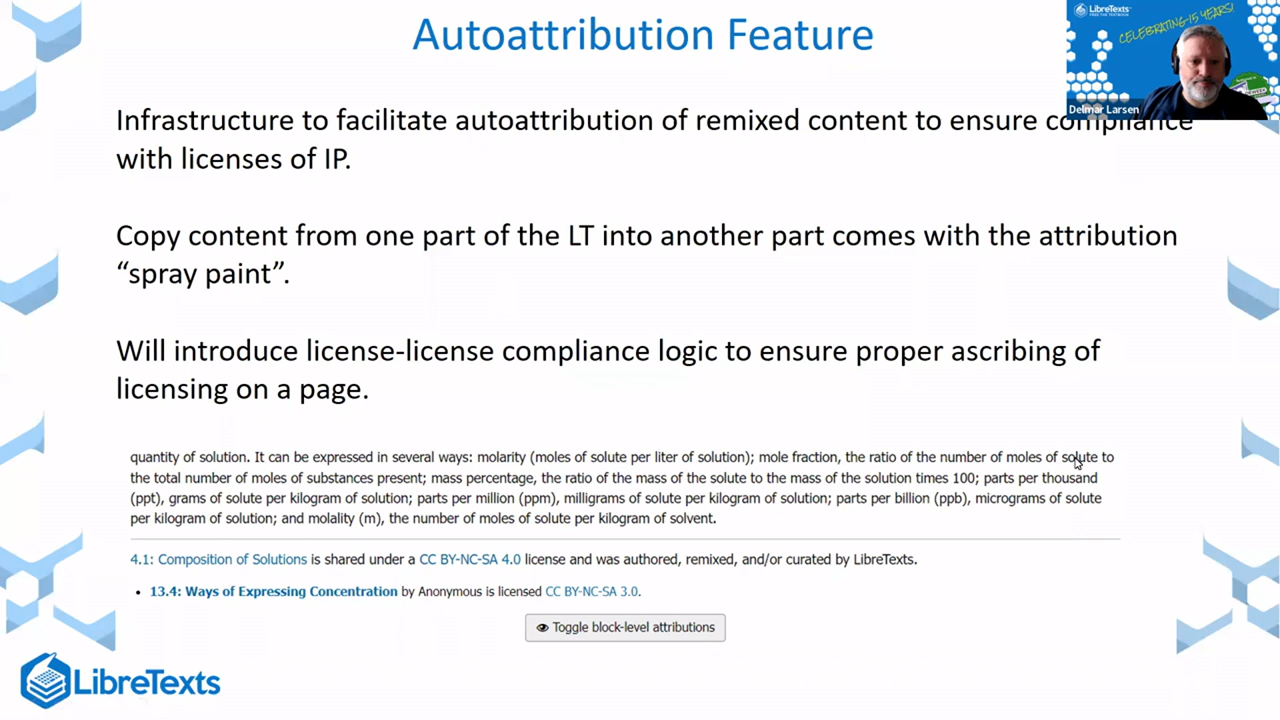 Autoattribution Feature
LibreTexts
CELEBRATING 15 YEARS!
Delmar Larsen
Infrastructure to facilitate autoattribution of remixed content to ensure compliance
with licenses of IP.
Copy content from one part of the LT into another part comes with the attribution
“spray paint”.
Will introduce license-license compliance logic to ensure proper ascribing of
licensing on a page.
quantity of solution. It can be expressed in several ways: molarity (moles of solute per liter of solution); mole fraction, the ratio of the number of moles of solute to
the total number of moles of substances present; mass percentage, the ratio of the mass of the solute to the mass of the solution times 100; parts per thousand
(ppt), grams of solute per kilogram of solution; parts per million (ppm), milligrams of solute per kilogram of solution; parts per billion (ppb), micrograms of solute
per kilogram of solution; and molality (m), the number of moles of solute per kilogram of solvent.
4.1: Composition of Solutions is shared under a CC BY-NC-SA 4.0 license and was authored, remixed, and/or curated by LibreTexts.
• 13.4: Ways of Expressing Concentration by Anonymous is licensed CC BY-NC-SA 3.0.
Toggle block-level attributions
LibreTexts